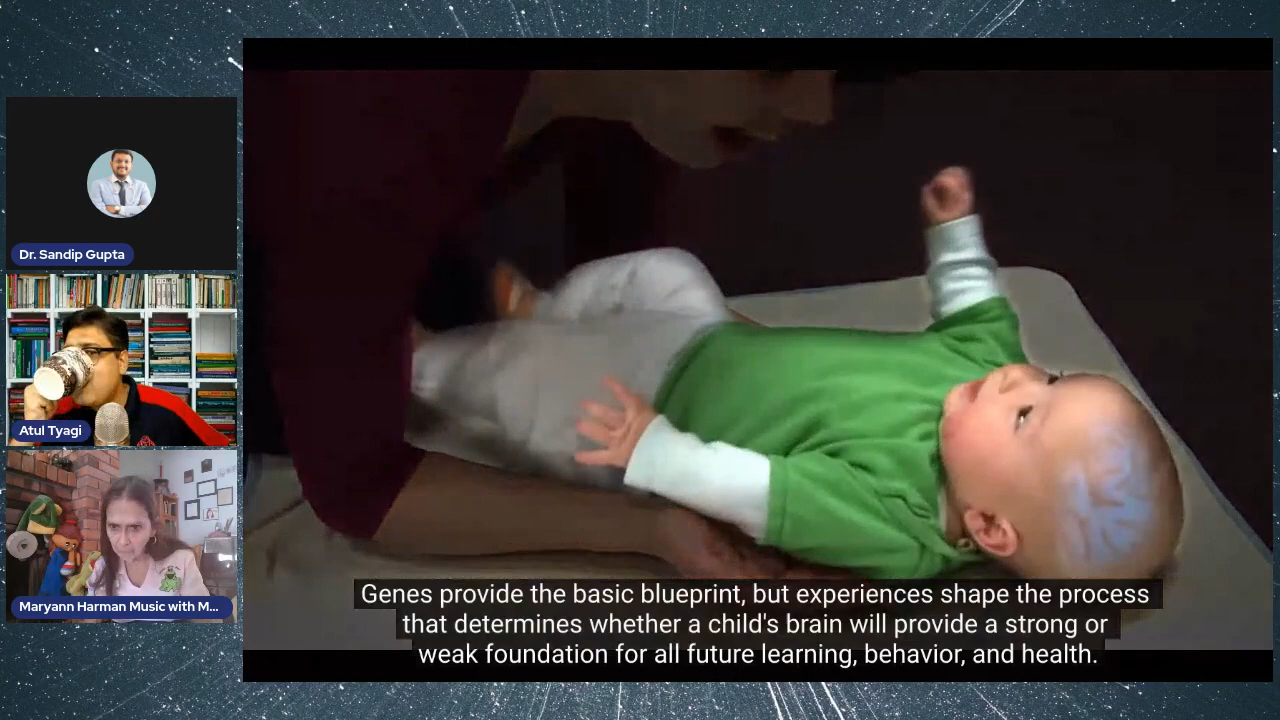 Dr. Sandip Gupta
Atul Tyagi
Maryann Harman Music with M...
Genes provide the basic blueprint, but experiences shape the process
that determines whether a child's brain will provide a strong or
weak foundation for all future learning, behavior, and health.